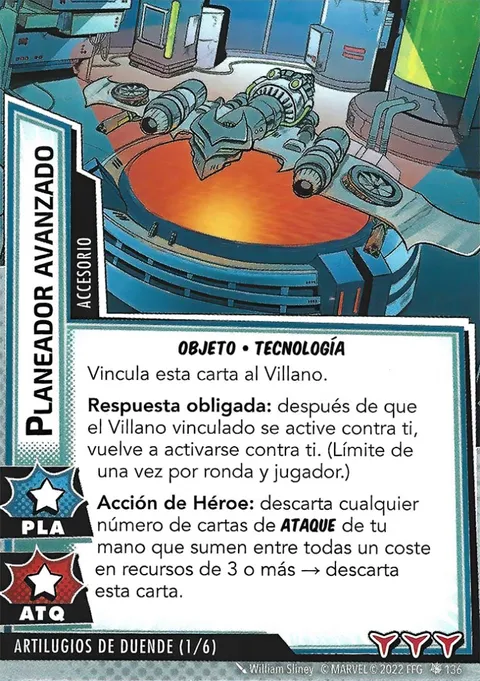 PLANEADOR AVANZADO
ACCESORIO
OBJETO • TECNOLOGÍA
Vincula esta carta al Villano.
Respuesta obligada: después de que
el Villano vinculado se active contra ti,
vuelve a activarse contra ti. (Límite de
una vez por ronda y jugador.)
Acción de Héroe: descarta cualquier
número de cartas de ATAQUE de tu
mano que sumen entre todas un coste
en recursos de 3 o más → descarta
esta carta.
PLA
ATQ
ARTILUGIOS DE DUENDE (1/6)
William Sliney © MARVEL © 2022 FFG 136